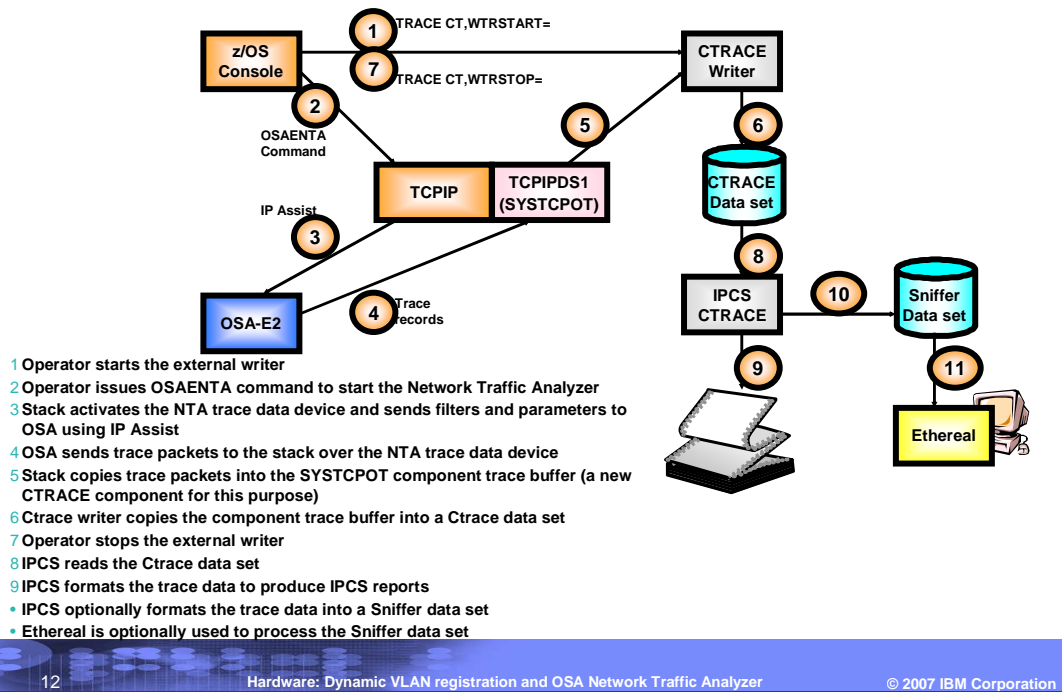 1
TRACE CT,WTRSTART=
z/OS
Console
CTRACE
Writer
7
TRACE CT,WTRSTOP=
2
OSAENTA
Command
5
6
TCPIP
TCPIPDS1
(SYSTCPOT)
CTRACE
Data set
IP Assist
3
8
OSA-E2
4
Trace
records
IPCS
CTRACE
10
Sniffer
Data set
9
11
Ethereal
1 Operator starts the external writer
2 Operator issues OSAENTA command to start the Network Traffic Analyzer
3 Stack activates the NTA trace data device and sends filters and parameters to
OSA using IP Assist
4 OSA sends trace packets to the stack over the NTA trace data device
5 Stack copies trace packets into the SYSTCPOT component trace buffer (a new
CTRACE component for this purpose)
6 Ctrace writer copies the component trace buffer into a Ctrace data set
7 Operator stops the external writer
8 IPCS reads the Ctrace data set
9 IPCS formats the trace data to produce IPCS reports
• IPCS optionally formats the trace data into a Sniffer data set
• Ethereal is optionally used to process the Sniffer data set
12
Hardware: Dynamic VLAN registration and OSA Network Traffic Analyzer
© 2007 IBM Corporation